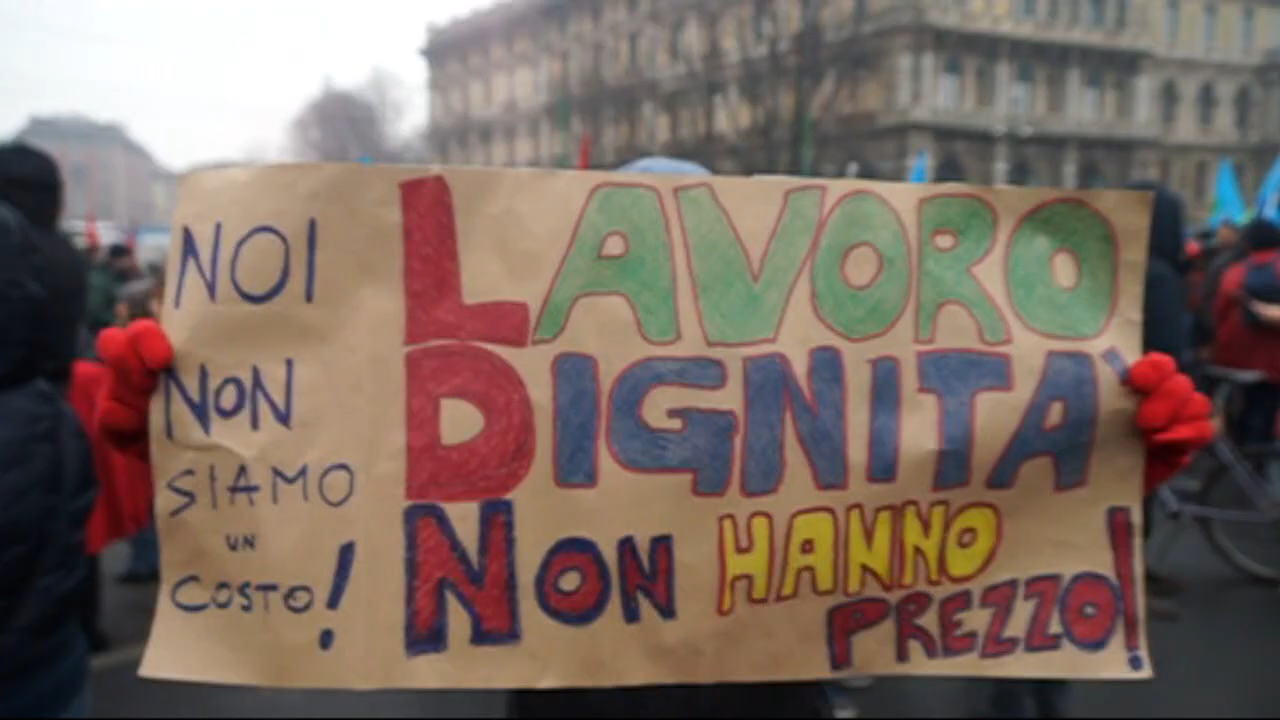 NOI
NON
SIAMO
UN
COSTO!
LAVORO
DIGNITA'
NON HANNO
PREZZO!